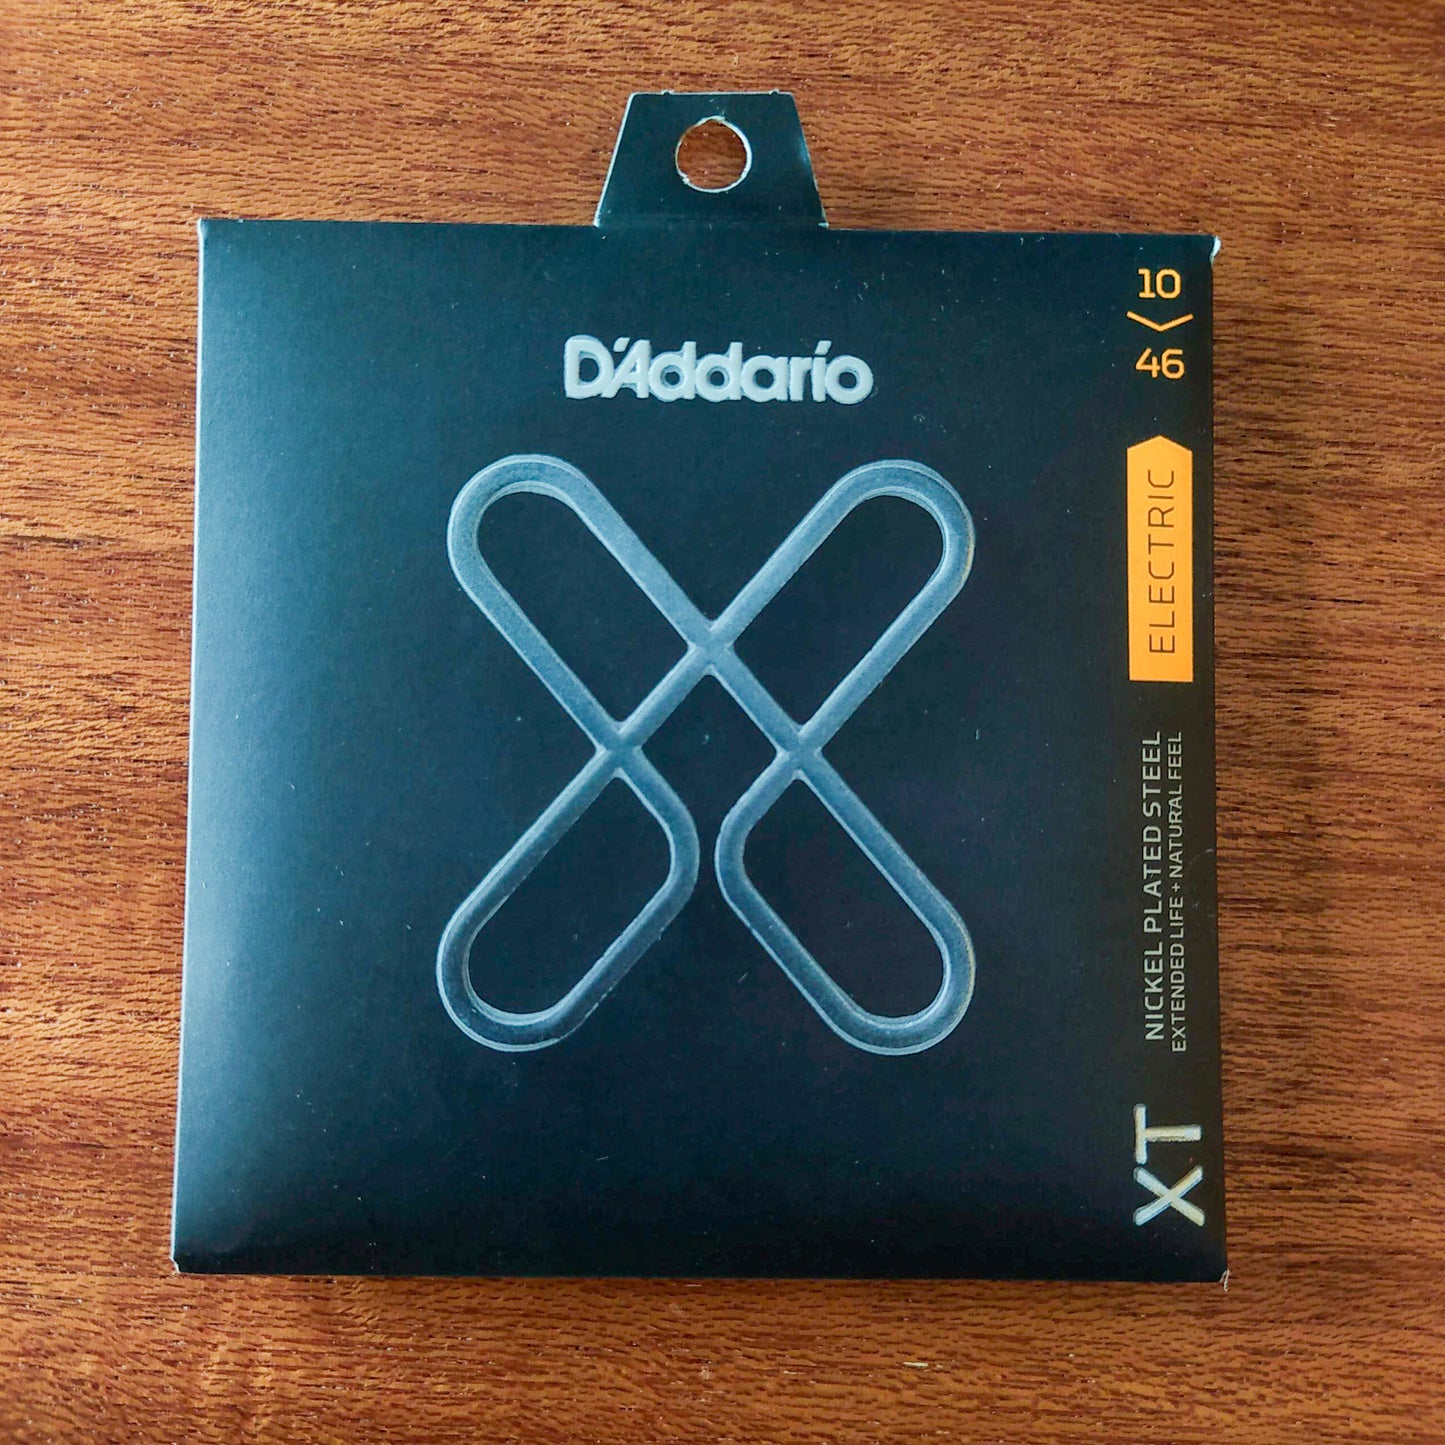 D'Addario
10
46
ELECTRIC
NICKEL PLATED STEEL
EXTENDED LIFE + NATURAL FEEL
XT